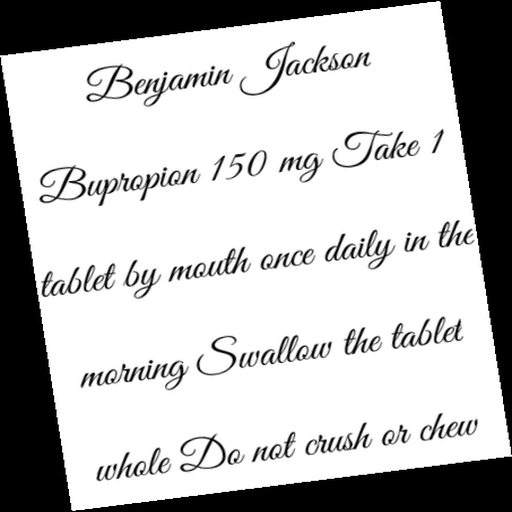 Benjamin Jackson
Bupropion 150 mg Take 1
tablet by mouth once daily in the
morning Swallow the tablet
whole Do not crush or chew